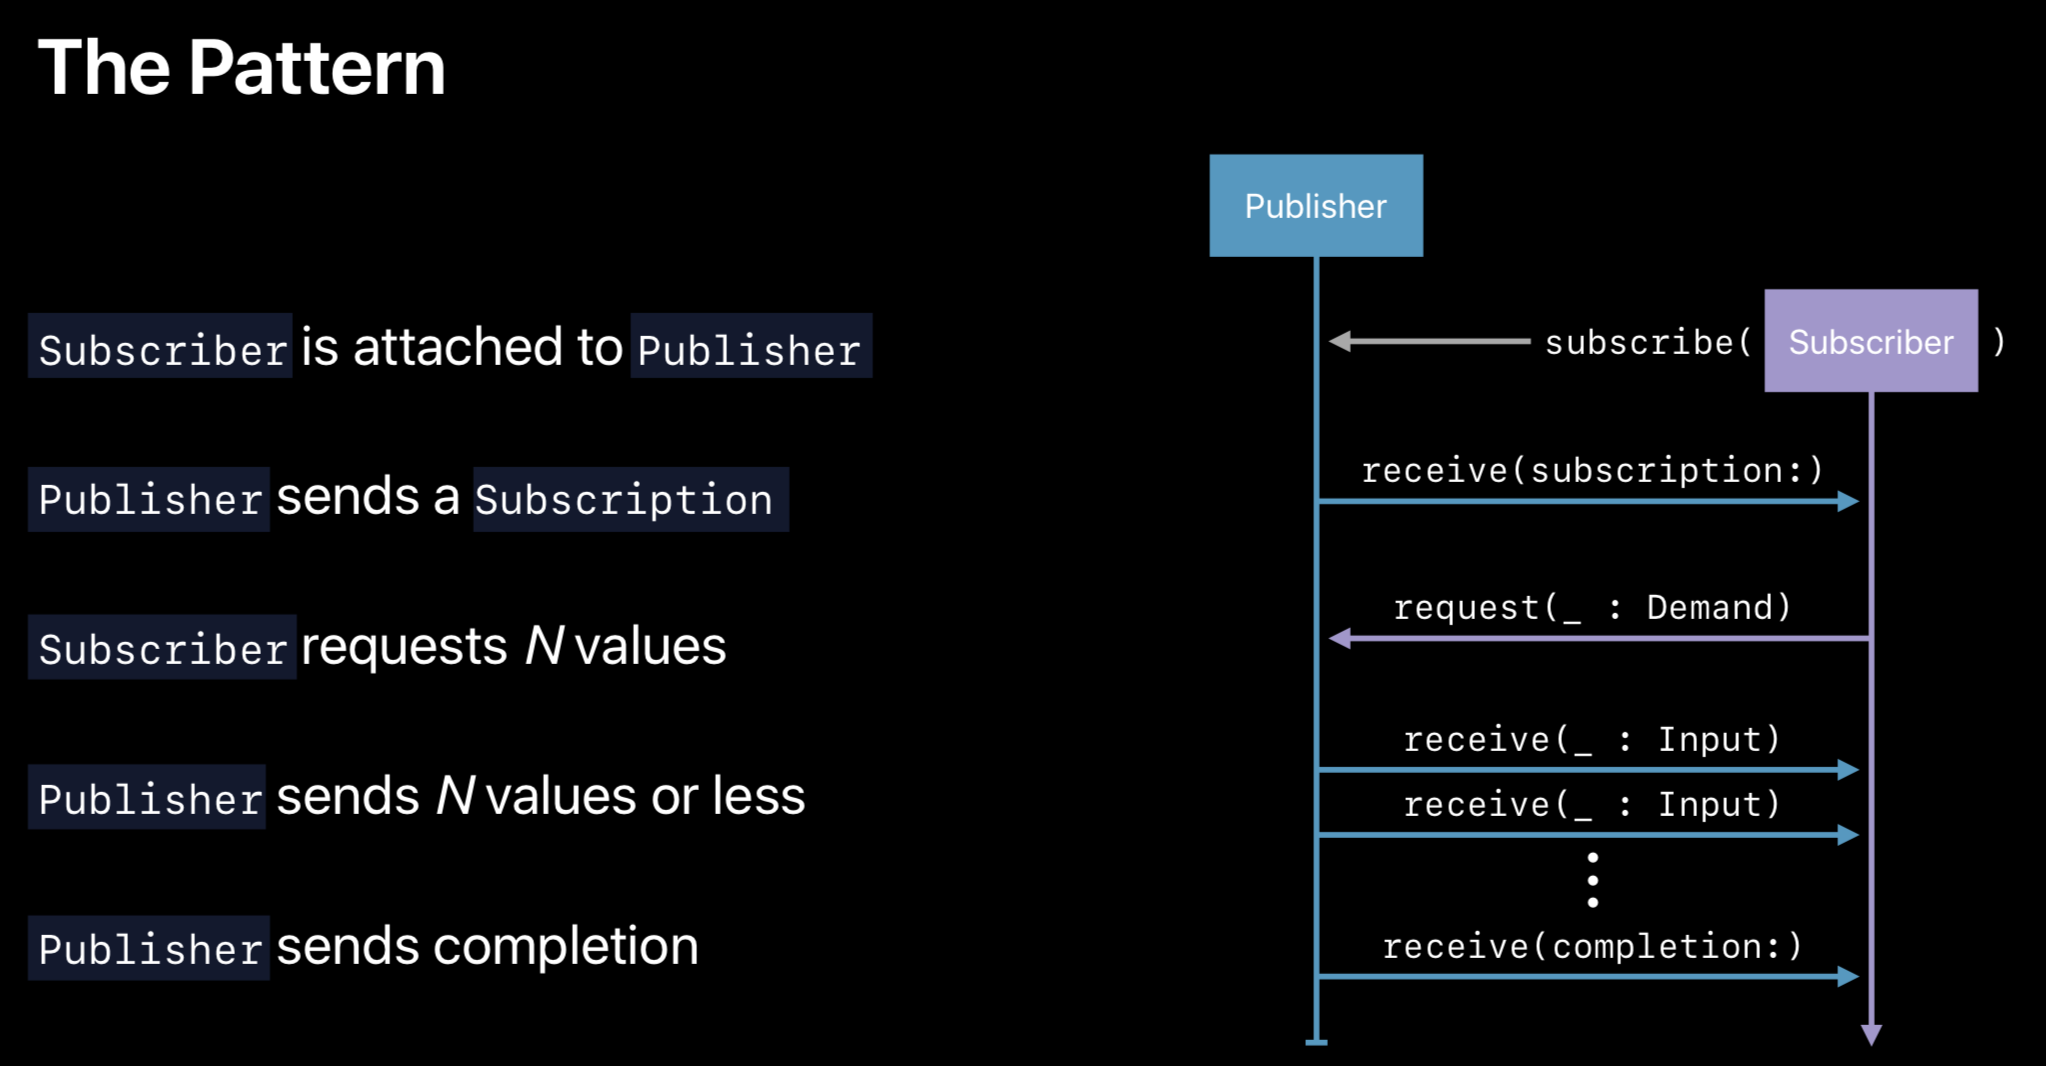 The Pattern
Publisher
subscribe( Subscriber )
Subscriber is attached to Publisher
receive(subscription:)
Publisher sends a Subscription
request(_ : Demand)
Subscriber requests N values
receive(_ : Input)
Publisher sends N values or less
receive(_ : Input)
receive(completion:)
Publisher sends completion